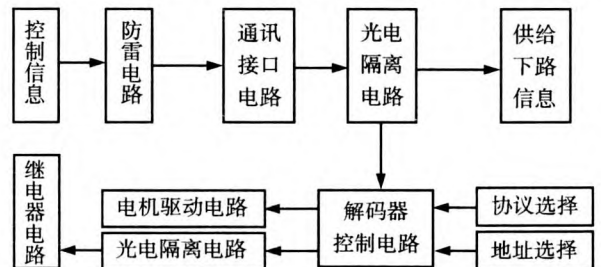 控制信息
防雷电路
通讯
接口
电路
光电
隔离
电路
供给
下路
信息
继电器电路
电机驱动电路
光电隔离电路
解码器
控制电路
协议选择
地址选择